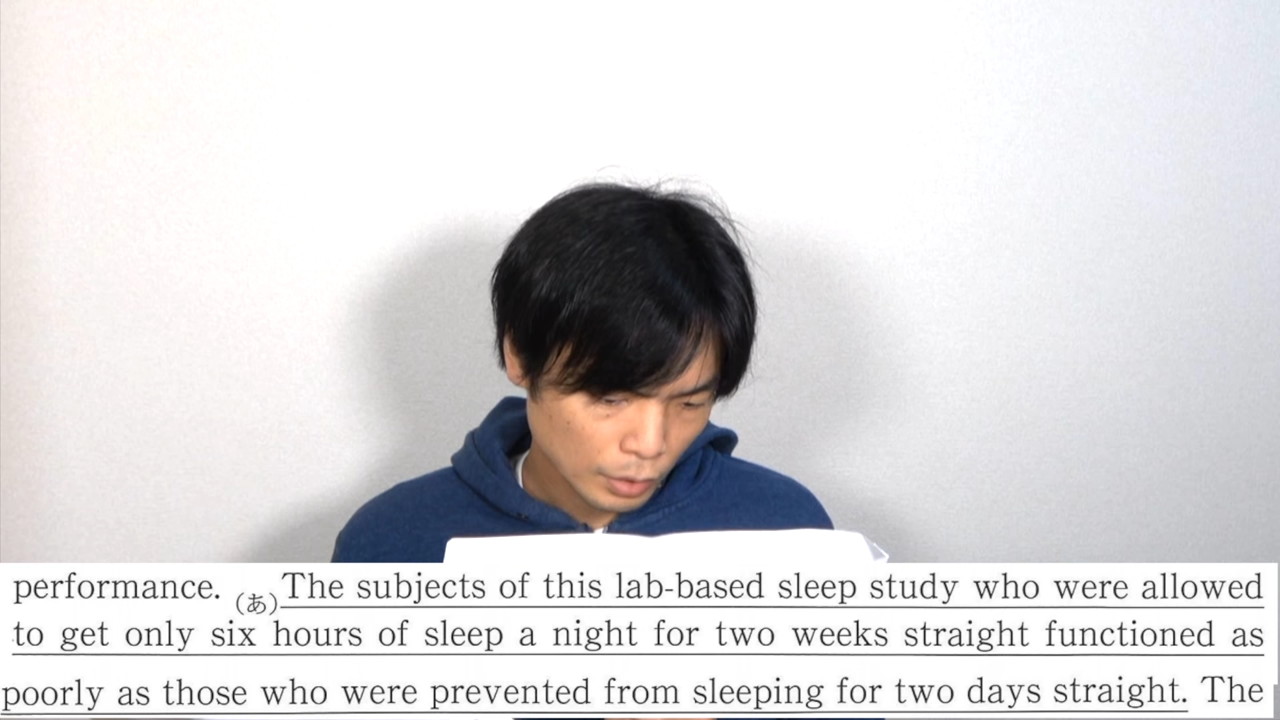 performance. (あ)The subjects of this lab-based sleep study who were allowed
to get only six hours of sleep a night for two weeks straight functioned as
poorly as those who were prevented from sleeping for two days straight. The